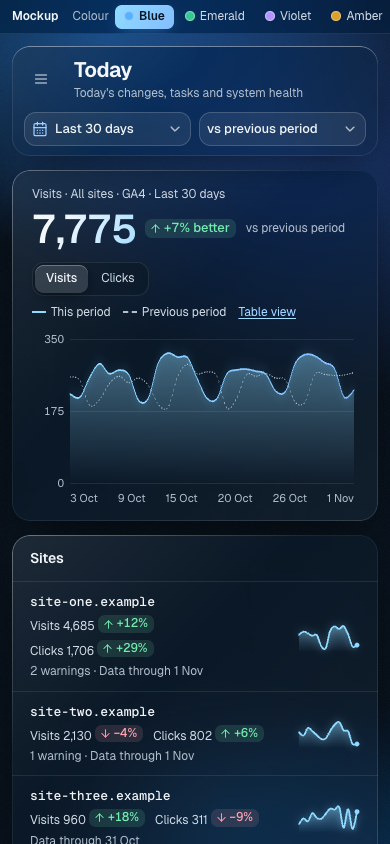 Mockup Colour Blue Emerald Violet Amber
Today
Today's changes, tasks and system health
Last 30 days
vs previous period
Visits · All sites · GA4 · Last 30 days
7,775 ↑ +7% better vs previous period
Visits Clicks
This period Previous period Table view
350
175
0
3 Oct 9 Oct 15 Oct 20 Oct 26 Oct 1 Nov
Sites
site-one.example
Visits 4,685 ↑ +12%
Clicks 1,706 ↑ +29%
2 warnings · Data through 1 Nov
site-two.example
Visits 2,130 ↓ −4% Clicks 802 ↑ +6%
1 warning · Data through 1 Nov
site-three.example
Visits 960 ↑ +18% Clicks 311 ↓ −9%
Data through 31 Oct